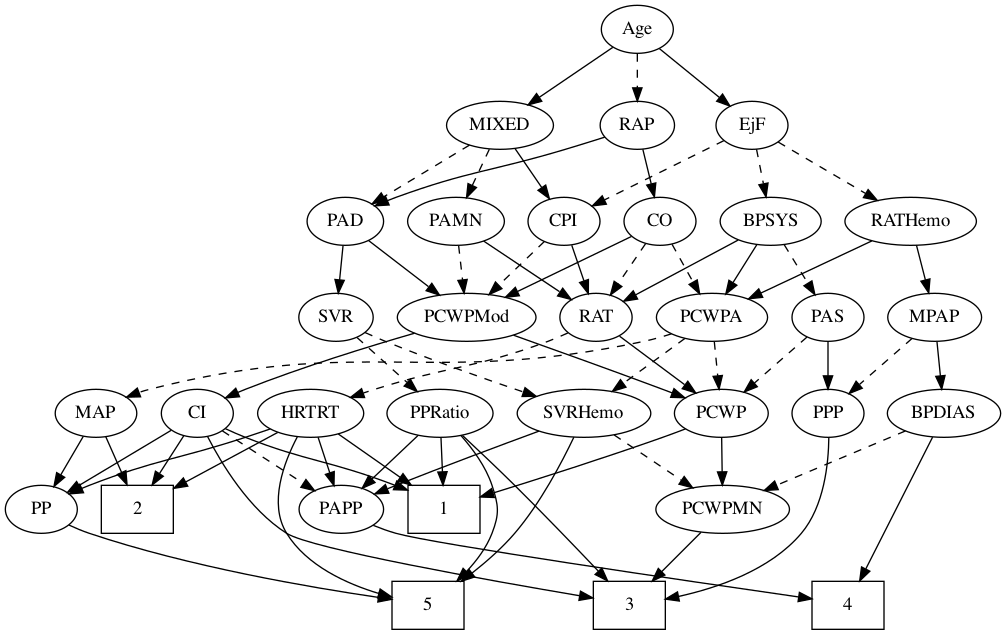 Age
MIXED
RAP
EjF
PAD
PAMN
CPI
CO
BPSYS
RATHemo
SVR
PCWPMod
RAT
PCWPA
PAS
MPAP
MAP
CI
HRTRT
PPRatio
SVRHemo
PCWP
PPP
BPDIAS
PP
2
PAPP
1
PCWPMN
5
3
4